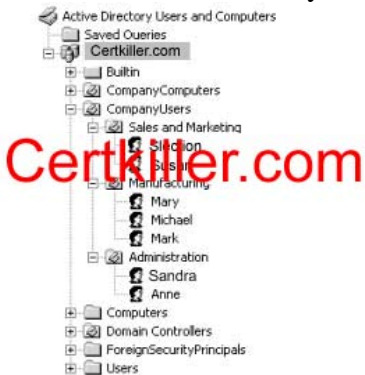 Active Directory Users and Computers
Saved Queries
Certkiller.com
Builtin
CompanyComputers
CompanyUsers
Sales and Marketing
Certkiller.com
Susan
Manufacturing
Mary
Michael
Mark
Administration
Sandra
Anne
Computers
Domain Controllers
ForeignSecurityPrincipals
Users